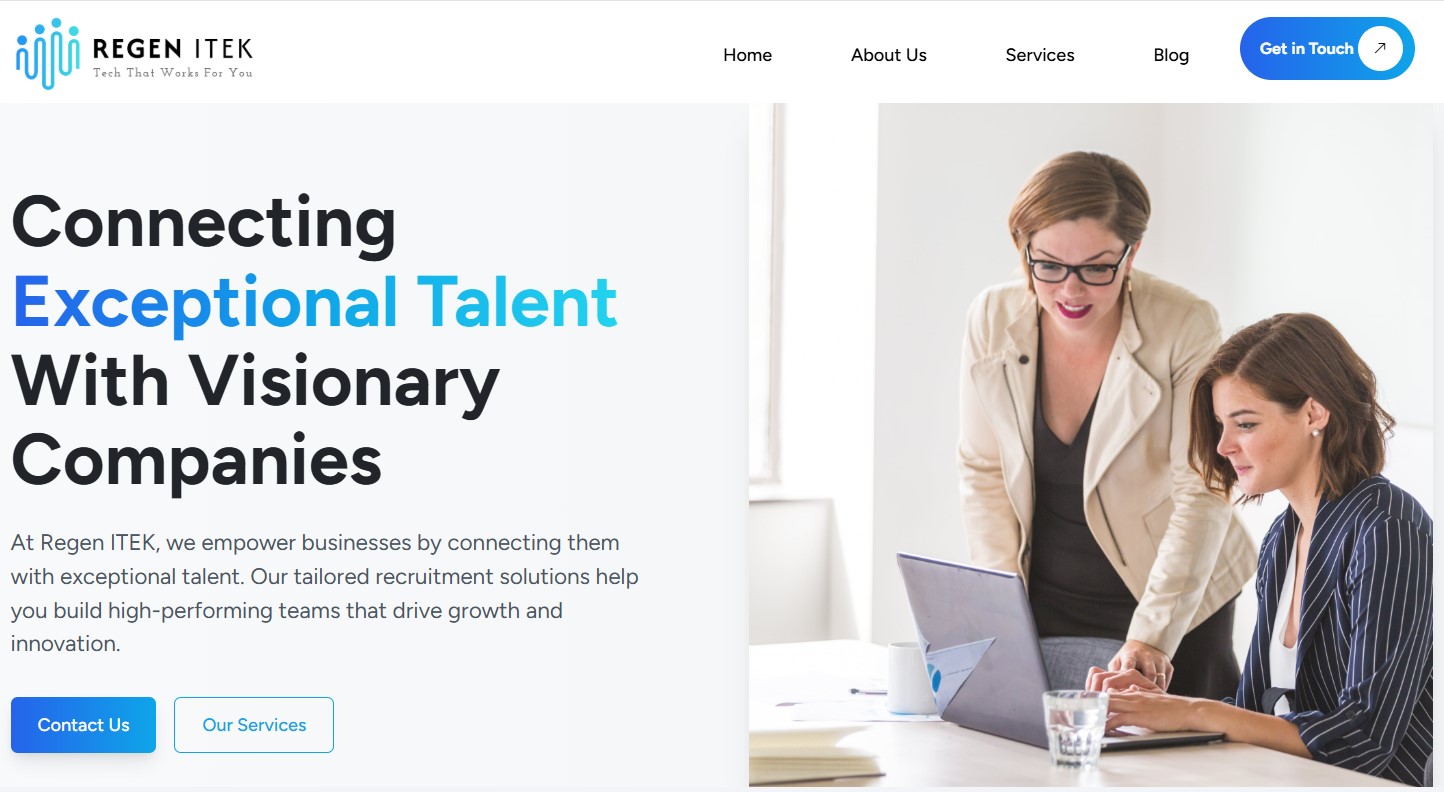 REGEN ITEK
Tech That Works For You
Home
About Us
Services
Blog
Get in Touch
Connecting
Exceptional Talent
With Visionary
Companies
At Regen ITEK, we empower businesses by connecting them
with exceptional talent. Our tailored recruitment solutions help
you build high-performing teams that drive growth and
innovation.
Contact Us
Our Services